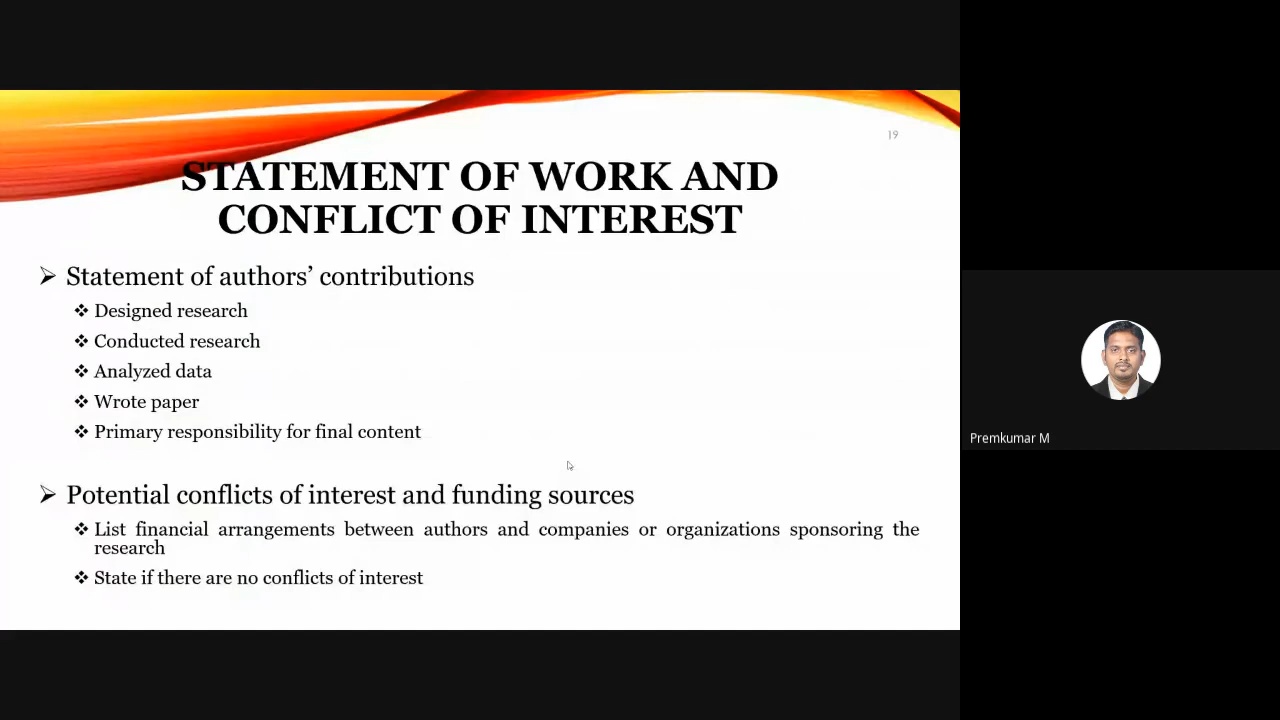 19
STATEMENT OF WORK AND
CONFLICT OF INTEREST
Statement of authors’ contributions
Designed research
Conducted research
Analyzed data
Wrote paper
Primary responsibility for final content
Potential conflicts of interest and funding sources
List financial arrangements between authors and companies or organizations sponsoring the
research
State if there are no conflicts of interest
Premkumar M